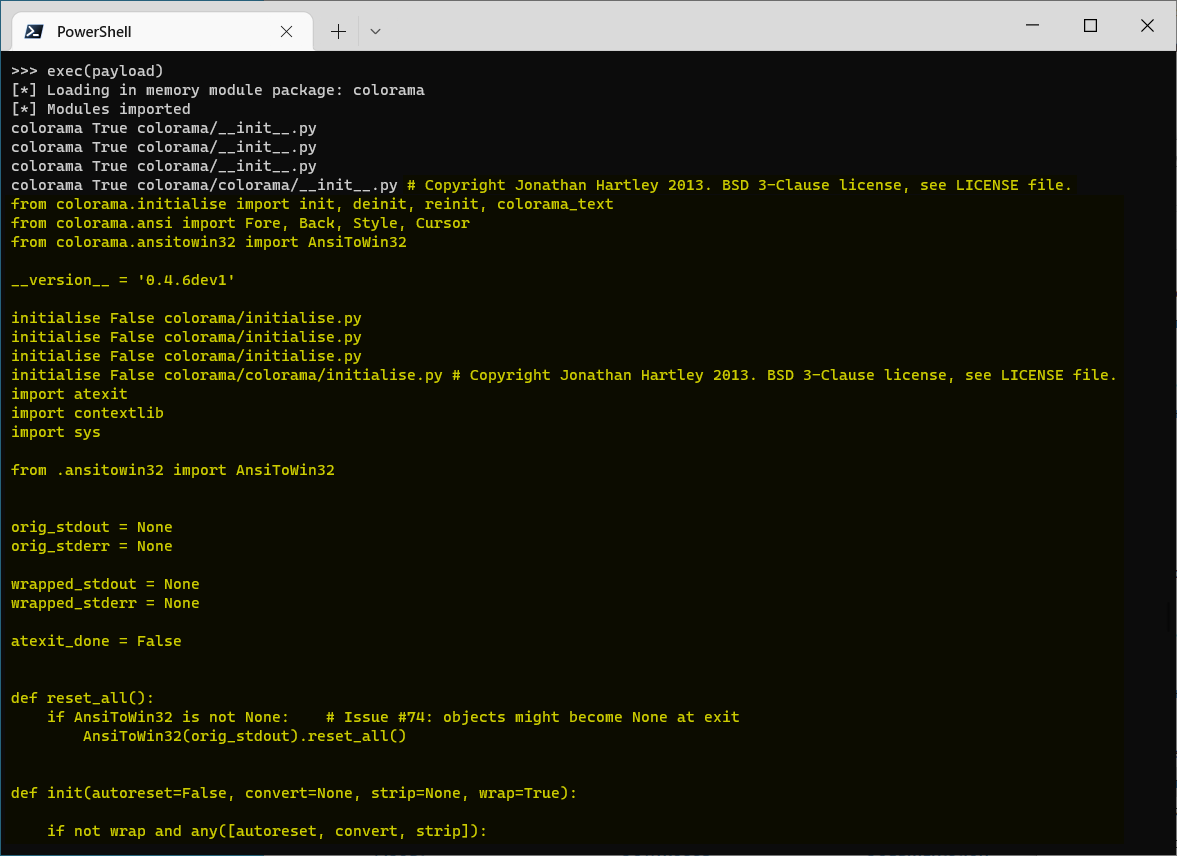 PowerShell
>>> exec(payload)
[*] Loading in memory module package: colorama
[*] Modules imported
colorama True colorama/__init__.py
colorama True colorama/__init__.py
colorama True colorama/__init__.py
colorama True colorama/colorama/__init__.py # Copyright Jonathan Hartley 2013. BSD 3-Clause license, see LICENSE file.
from colorama.initialise import init, deinit, reinit, colorama_text
from colorama.ansi import Fore, Back, Style, Cursor
from colorama.ansitowin32 import AnsiToWin32
__version__ = '0.4.6dev1'
initialise False colorama/initialise.py
initialise False colorama/initialise.py
initialise False colorama/initialise.py
initialise False colorama/colorama/initialise.py # Copyright Jonathan Hartley 2013. BSD 3-Clause license, see LICENSE file.
import atexit
import contextlib
import sys
from .ansitowin32 import AnsiToWin32
orig_stdout = None
orig_stderr = None
wrapped_stdout = None
wrapped_stderr = None
atexit_done = False
def reset_all():
    if AnsiToWin32 is not None:    # Issue #74: objects might become None at exit
        AnsiToWin32(orig_stdout).reset_all()
def init(autoreset=False, convert=None, strip=None, wrap=True):
    if not wrap and any([autoreset, convert, strip]):